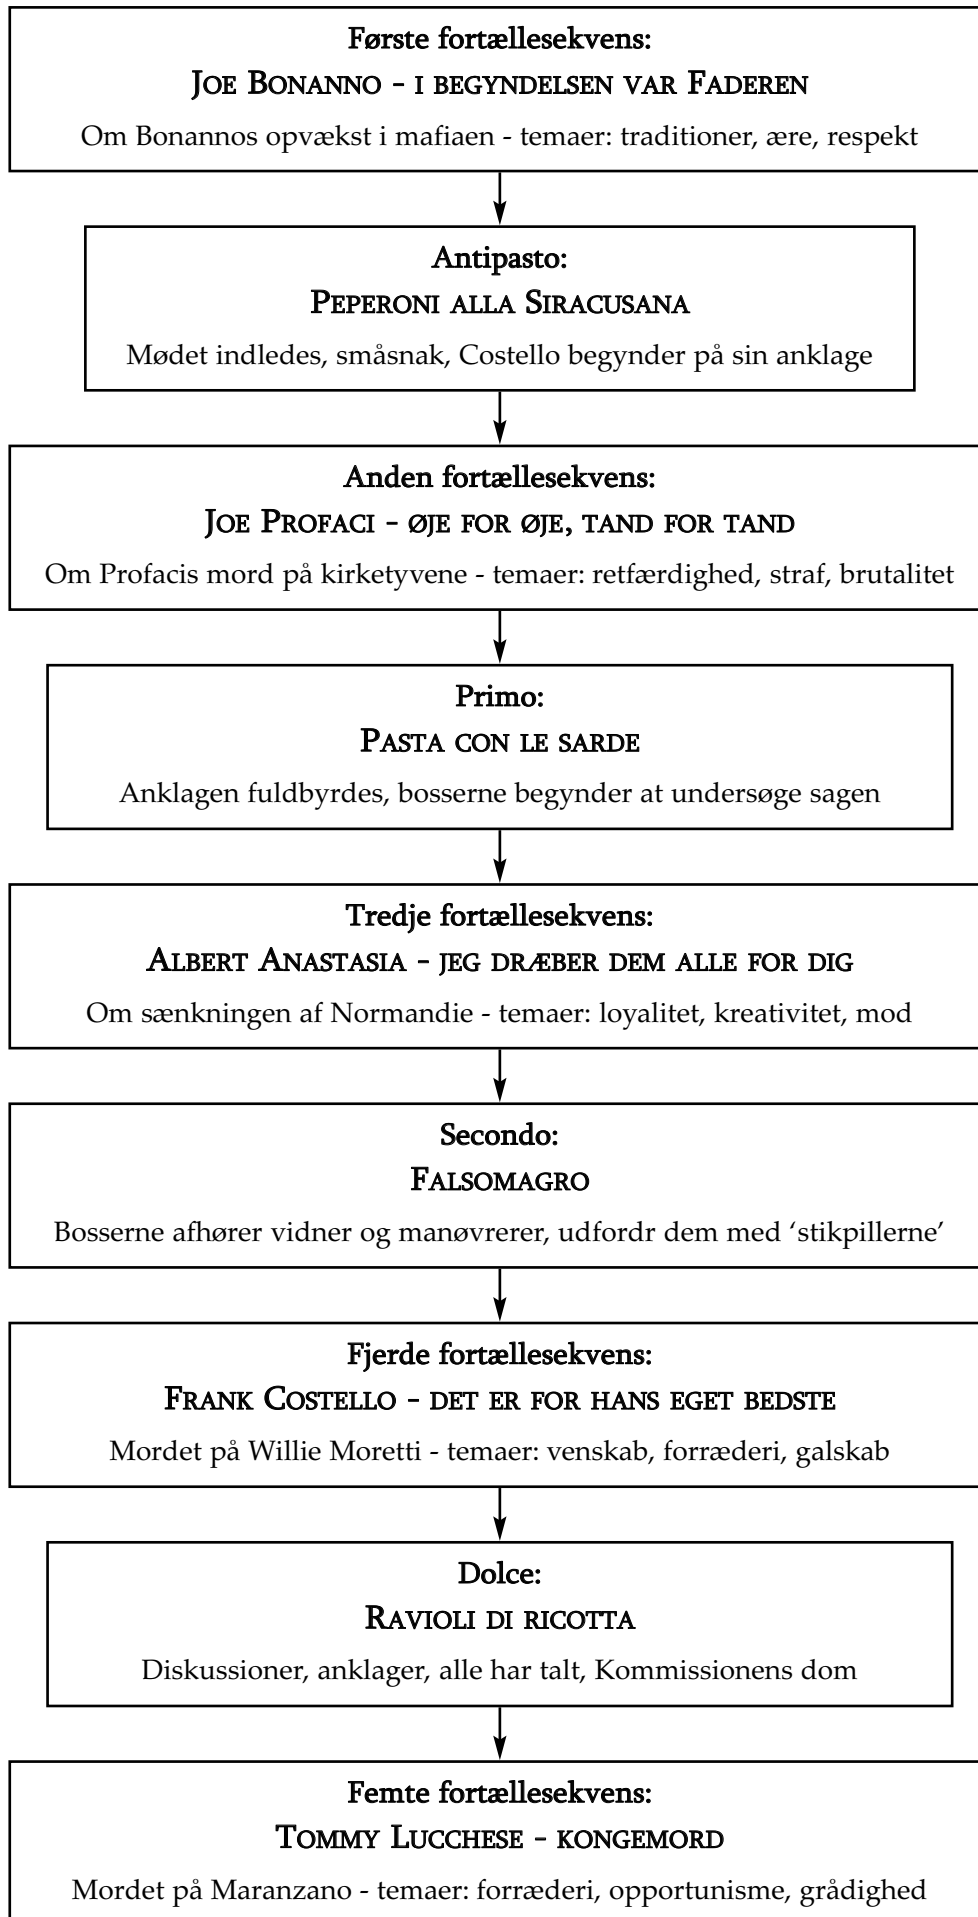 Første fortællesekvens:
Joe Bonanno - i begyndelsen var Faderen
Om Bonannos opvækst i mafiaen - temaer: traditioner, ære, respekt
Antipasto:
Peperoni alla Siracusana
Mødet indledes, småsnak, Costello begynder på sin anklage
Anden fortællesekvens:
Joe Profaci - øje for øje, tand for tand
Om Profacis mord på kirketyvene - temaer: retfærdighed, straf, brutalitet
Primo:
Pasta con le sarde
Anklagen fuldbyrdes, bosserne begynder at undersøge sagen
Tredje fortællesekvens:
Albert Anastasia - jeg dræber dem alle for dig
Om sænkningen af Normandie - temaer: loyalitet, kreativitet, mod
Secondo:
Falsomagro
Bosserne afhører vidner og manøvrerer, udfordr dem med ‘stikpillerne’
Fjerde fortællesekvens:
Frank Costello - det er for hans eget bedste
Mordet på Willie Moretti - temaer: venskab, forræderi, galskab
Dolce:
Ravioli di ricotta
Diskussioner, anklager, alle har talt, Kommissionens dom
Femte fortællesekvens:
Tommy Lucchese - kongemord
Mordet på Maranzano - temaer: forræderi, opportunisme, grådighed